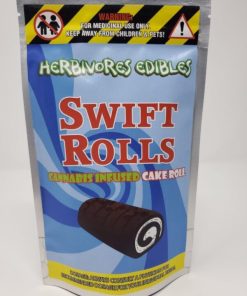 WARNING!
FOR MEDICINAL USE ONLY.
KEEP AWAY FROM CHILDREN & PETS!
HERBIVORES EDIBLES
SWIFT
ROLLS
CANNABIS INFUSED CAKE ROLL